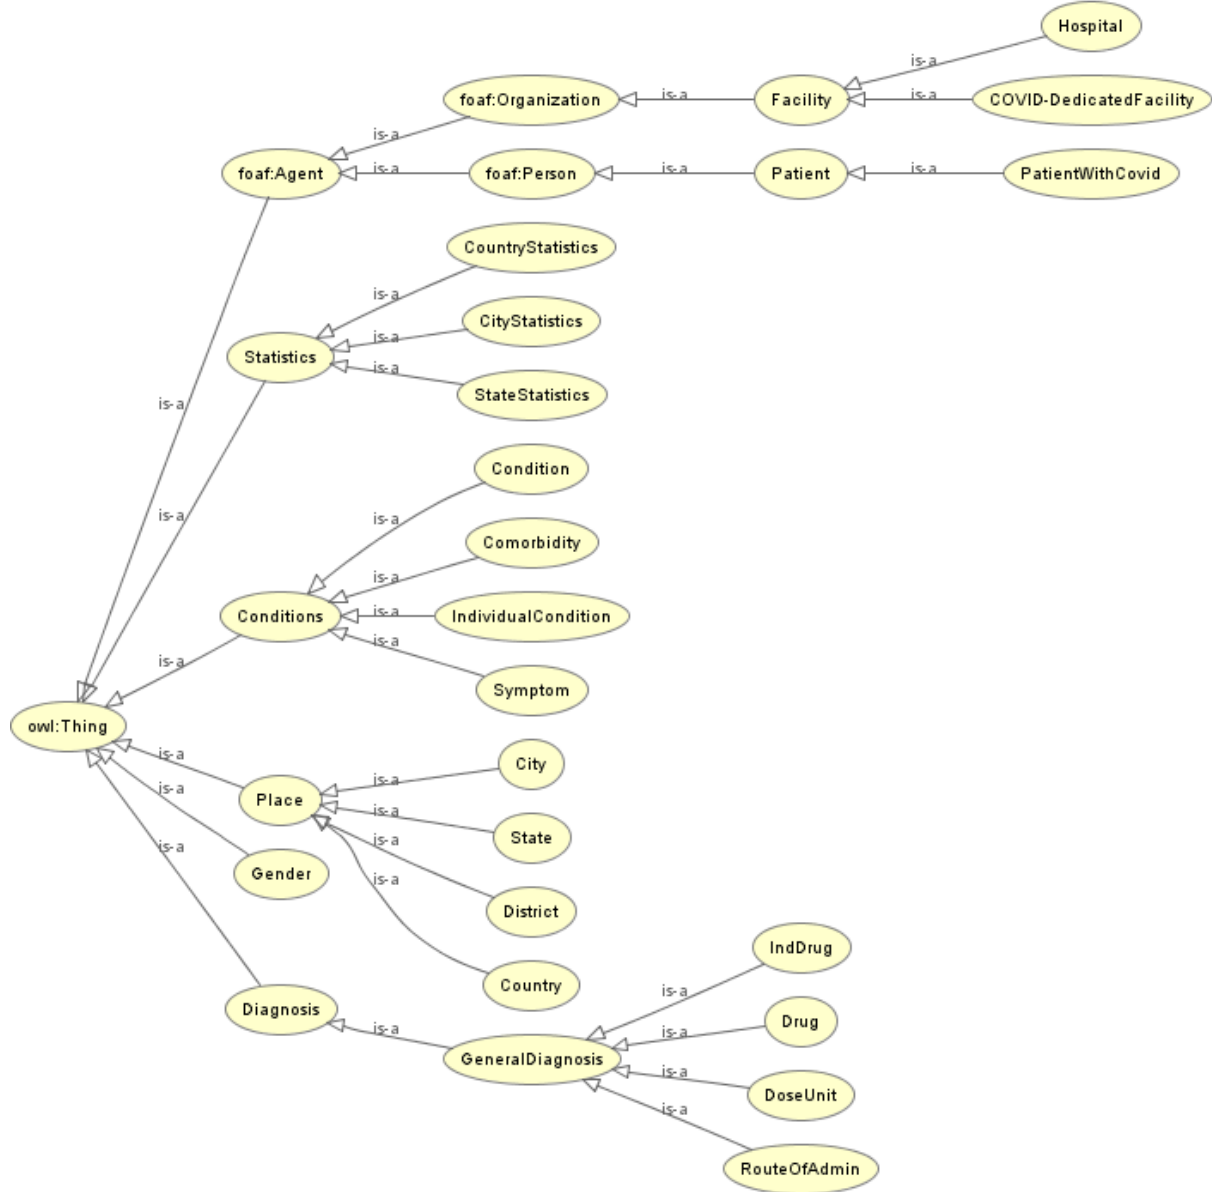 Hospital
is-a
foaf:Organization
is-a
Facility
is-a
COVID-DedicatedFacility
is-a
foaf:Agent
is-a
foaf:Person
is-a
Patient
is-a
PatientWithCovid
CountryStatistics
is-a
CityStatistics
is-a
Statistics
is-a
StateStatistics
is-a
Condition
is-a
is-a
Comorbidity
is-a
Conditions
is-a
IndividualCondition
is-a
is-a
Symptom
owl:Thing
is-a
City
is-a
is-a
Place
is-a
State
is-a
is-a
Gender
is-a
District
IndDrug
Country
is-a
Diagnosis
is-a
Drug
is-a
GeneralDiagnosis
is-a
DoseUnit
is-a
RouteOfAdmin